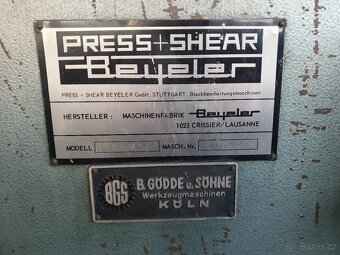 PRESS+SHEAR
Beyeler
PRESS + SHEAR BEYELER GmbH. STUTTGART Blechbearbeitungsmaschinen
HERSTELLER: MASCHINENFABRIK Beyeler
1023 CRISSIER/LAUSANNE
MODELL MASCH. Nr.
BGS B. GÖDDE u. SÖHNE
Werkzeugmaschinen
KÖLN